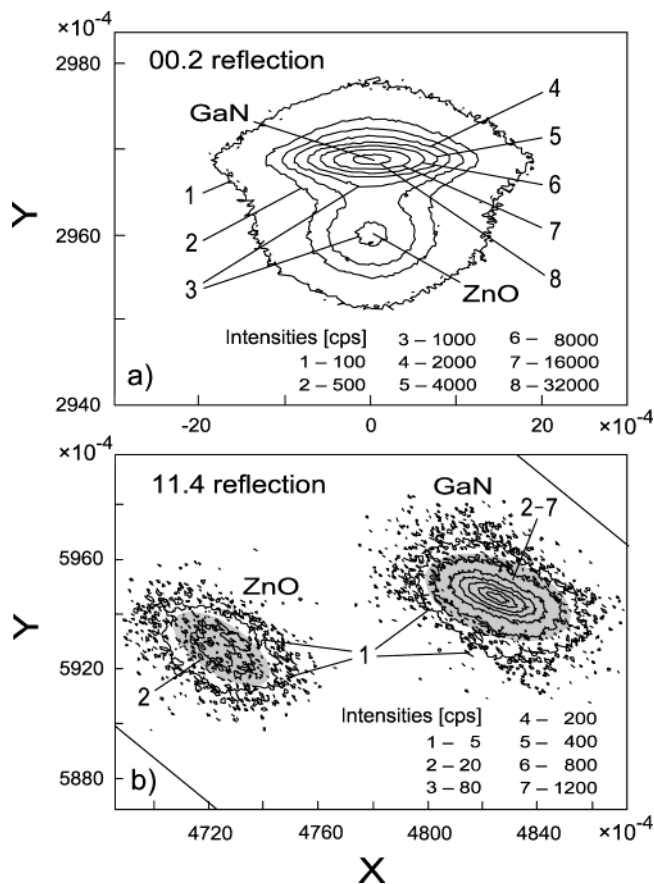 ×10⁻⁴
2980
00.2 reflection
4
GaN
5
1
6
Y
2
7
2960
3
8
ZnO
Intensities [cps] 3 – 1000 6 – 8000
1 – 100 4 – 2000 7 – 16000
a) 2 – 500 5 – 4000 8 – 32000
2940
-20 0 20 ×10⁻⁴
×10⁻⁴
11.4 reflection
GaN
2-7
5960
ZnO
Y
1
5920
2
Intensities [cps] 4 – 200
1 – 5 5 – 400
2 – 20 6 – 800
5880
b) 3 – 80 7 – 1200
4720 4760 4800 4840 ×10⁻⁴
X